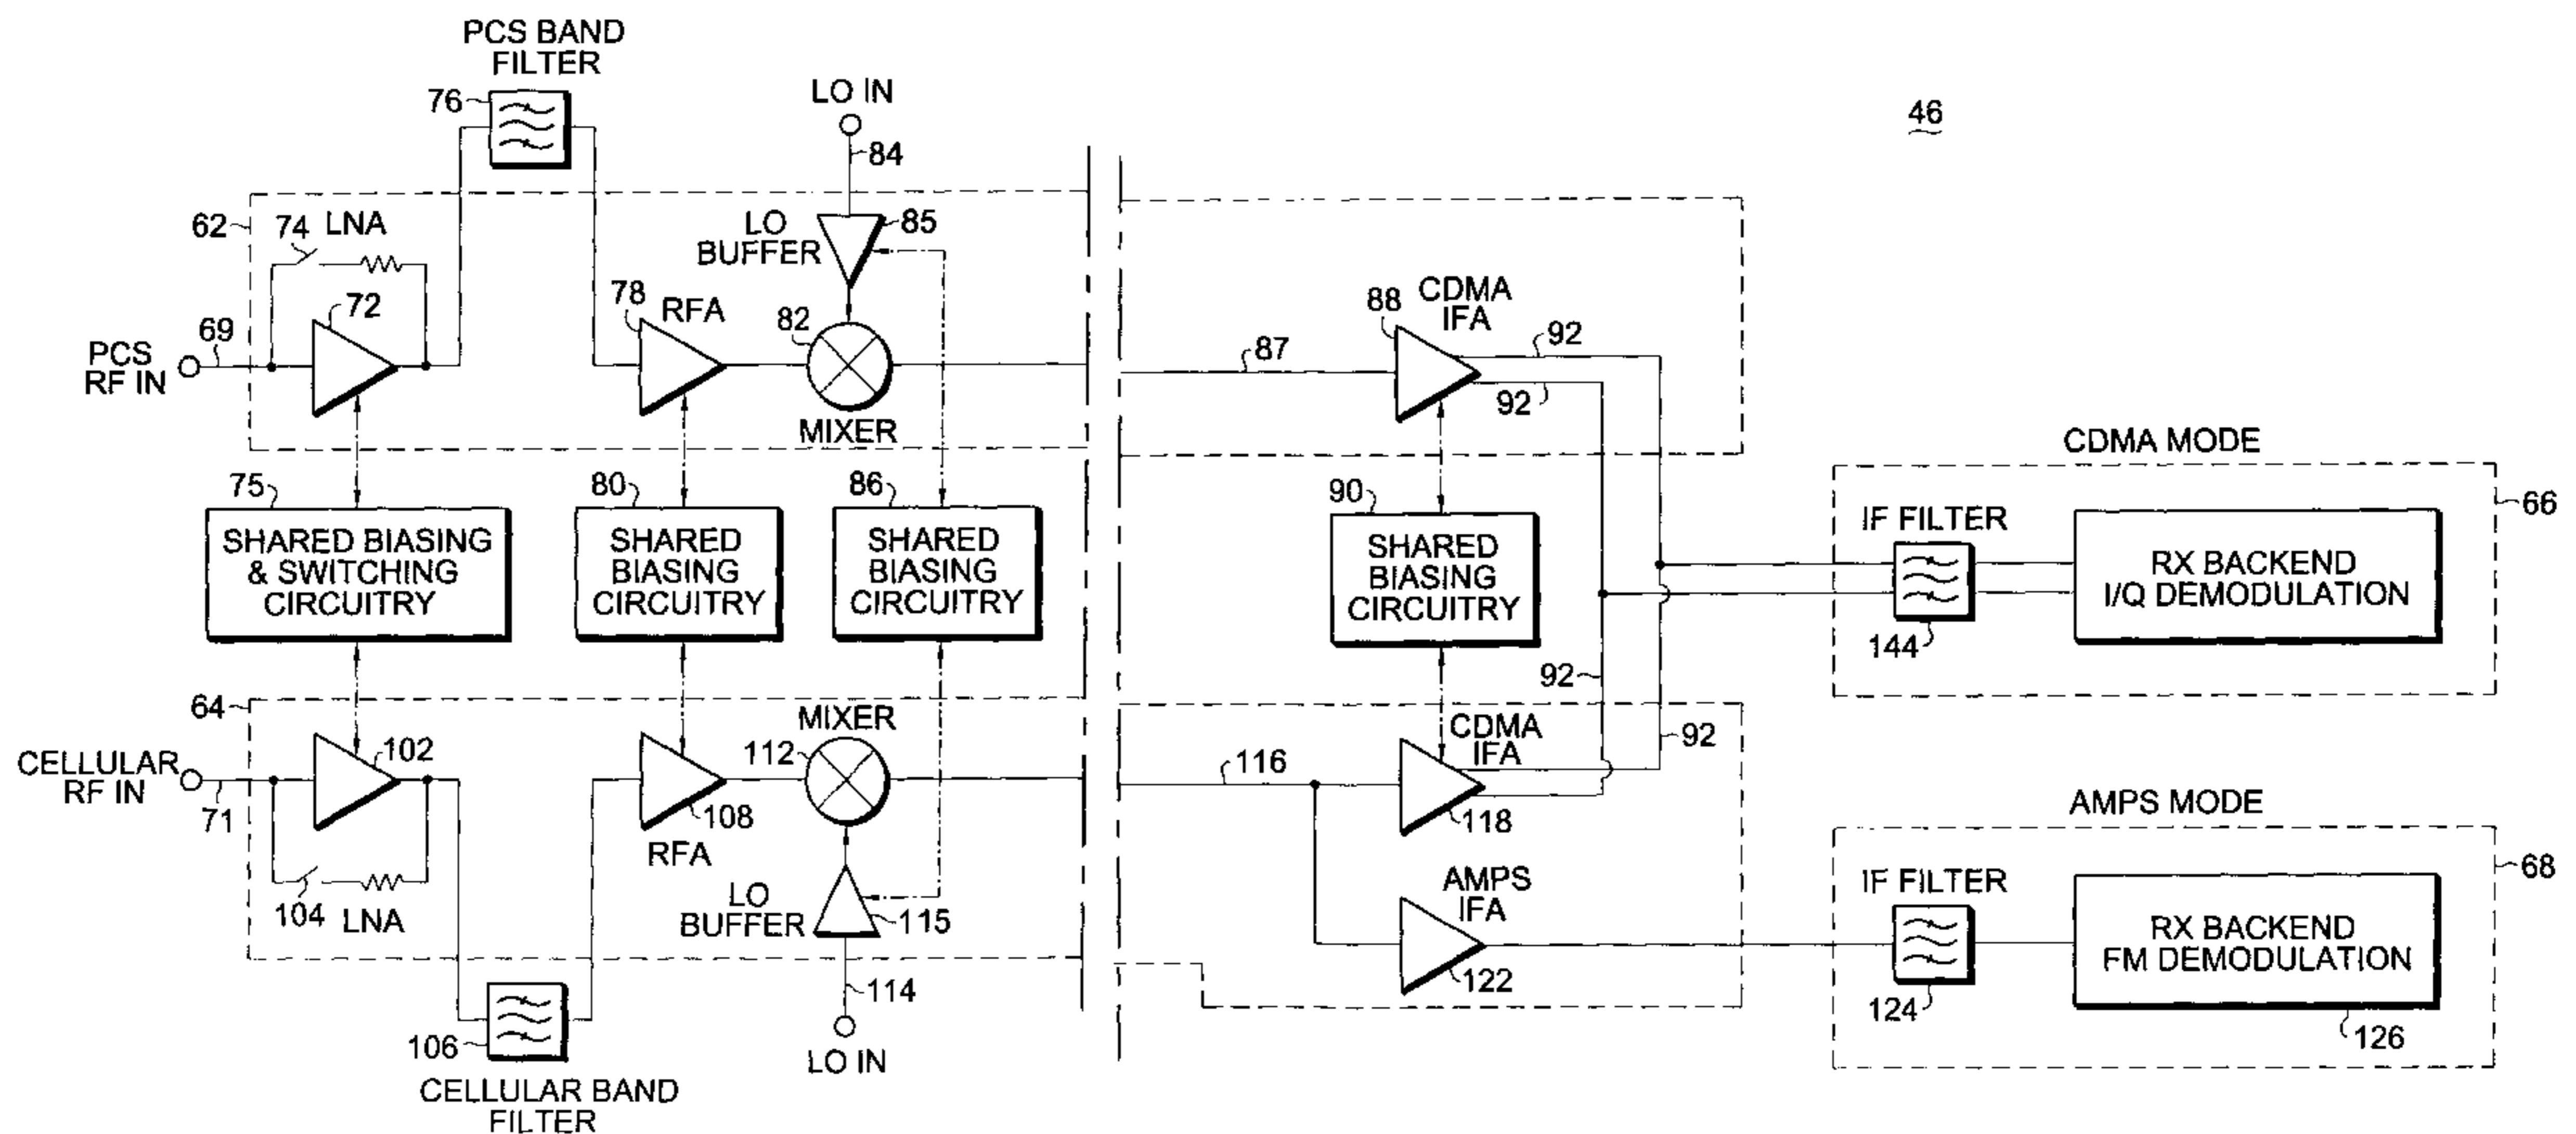 PCS BAND
FILTER
76
LO IN
84
46
62
74
LNA
LO
BUFFER
85
72
78
RFA
82
69
PCS
RF IN
MIXER
87
88
CDMA
IFA
92
92
CDMA MODE
75
SHARED BIASING
& SWITCHING
CIRCUITRY
80
SHARED
BIASING
CIRCUITRY
86
SHARED
BIASING
CIRCUITRY
90
SHARED
BIASING
CIRCUITRY
IF FILTER
144
RX BACKEND
I/Q DEMODULATION
66
92
92
64
CELLULAR
RF IN
71
102
104
LNA
MIXER
112
108
RFA
LO
BUFFER
115
114
LO IN
106
CELLULAR BAND
FILTER
116
CDMA
IFA
118
AMPS
IFA
122
AMPS MODE
IF FILTER
124
RX BACKEND
FM DEMODULATION
126
68